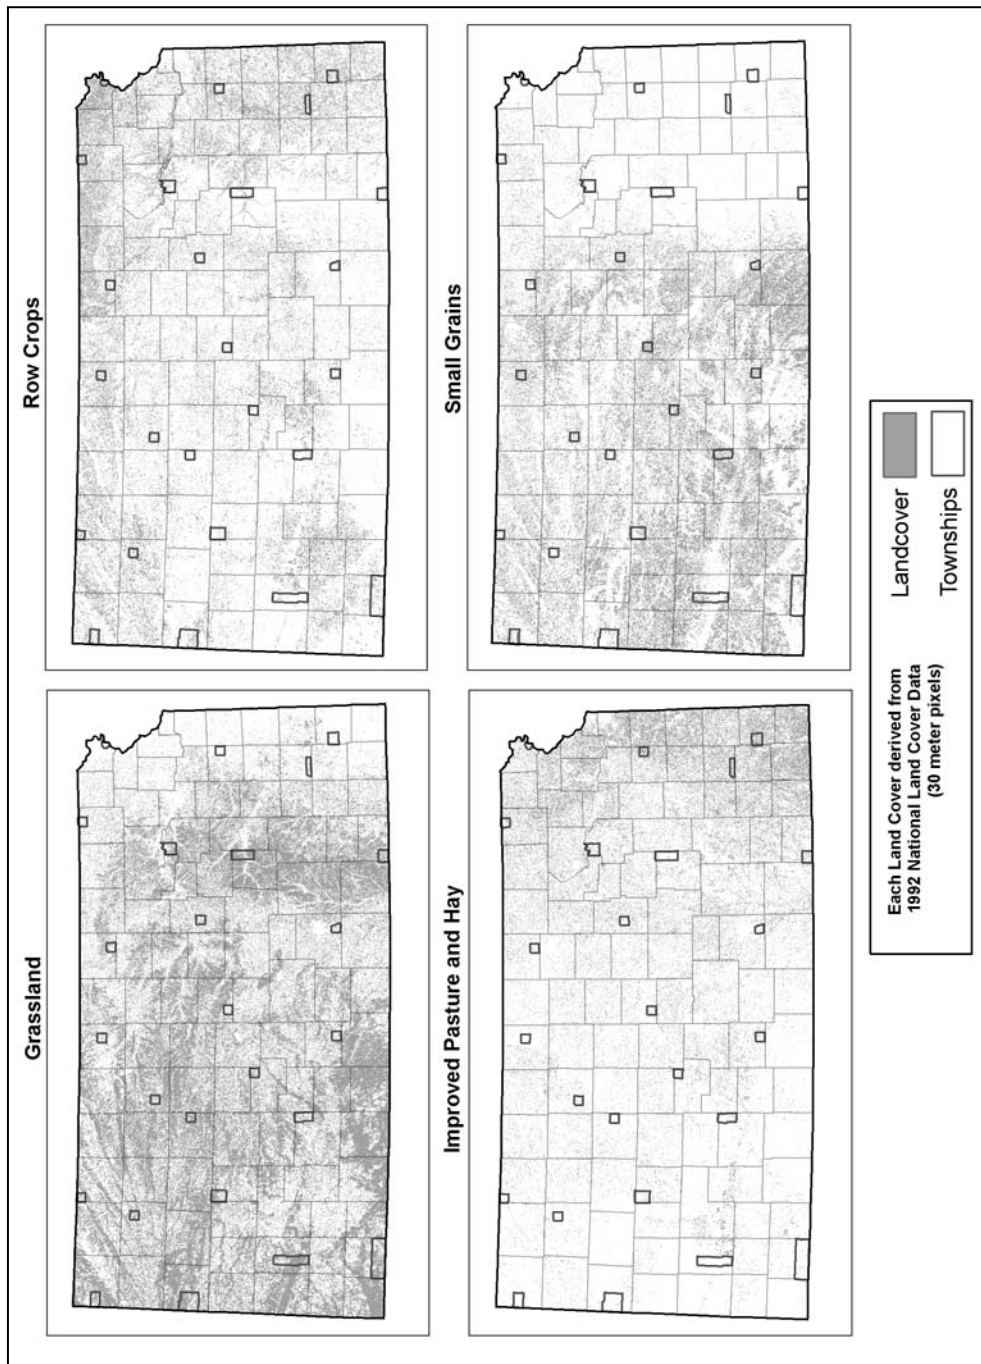 Grassland
Row Crops
Improved Pasture and Hay
Small Grains
Each Land Cover derived from
1992 National Land Cover Data
(30 meter pixels)
Landcover
Townships